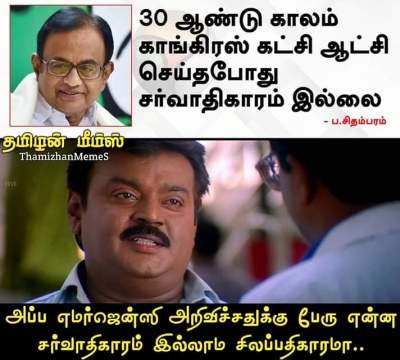 30 ஆண்டு காலம்
காங்கிரஸ் கட்சி ஆட்சி
செய்தபோது
சர்வாதிகாரம் இல்லை
- ப.சிதம்பரம்
தமிழன் மீம்ஸ்
ThamizhanMemeS
mt
அப்ப எமர்ஜென்ஸி அறிவிச்சதுக்கு பேரு என்ன
சர்வாதிகாரம் இல்லாம சிலப்பதிகாரமா..